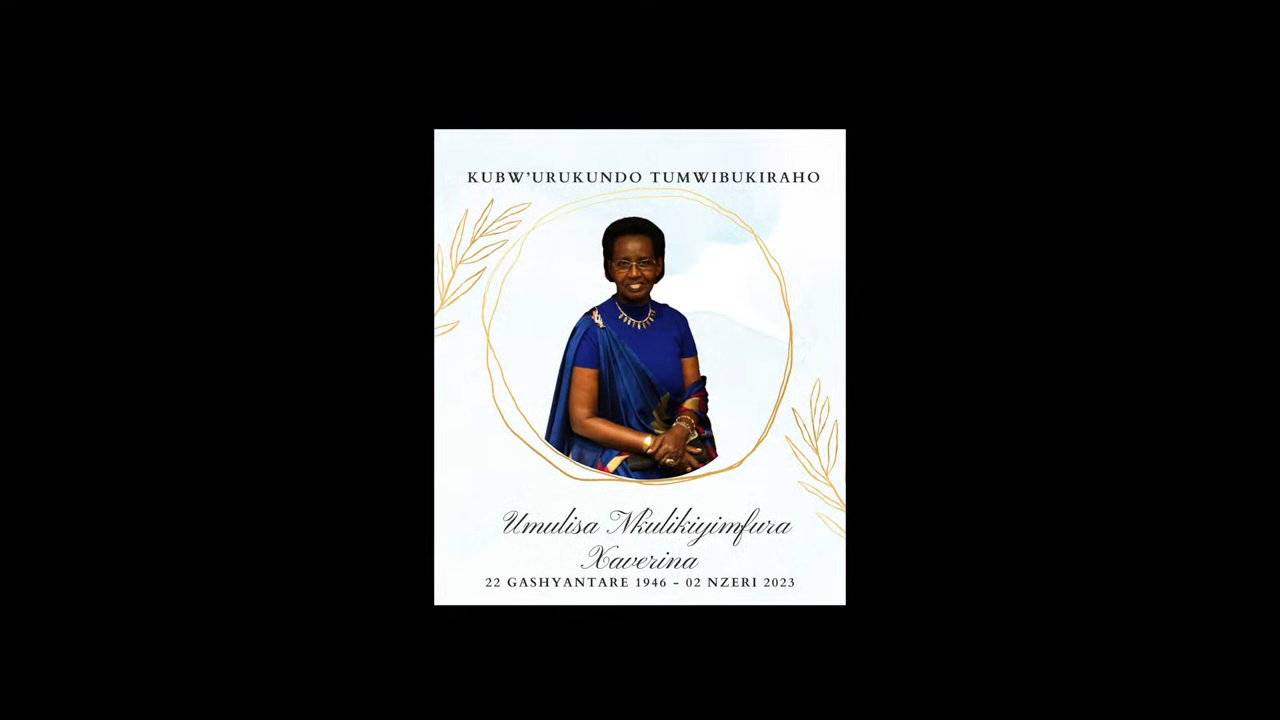 KUBW'URUKUNDO TUMWIBUKIRAHO
Umulisa Nkulikiyimfura
Xaverina
22 GASHYANTARE 1946 - 02 NZERI 2023